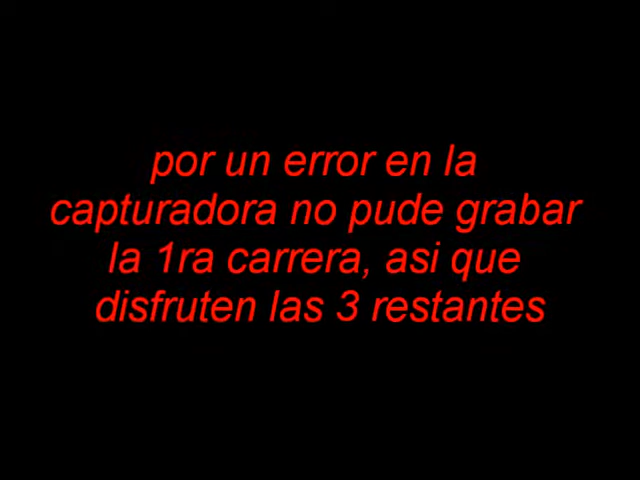 por un error en la
capturadora no pude grabar
la 1ra carrera, asi que
disfruten las 3 restantes